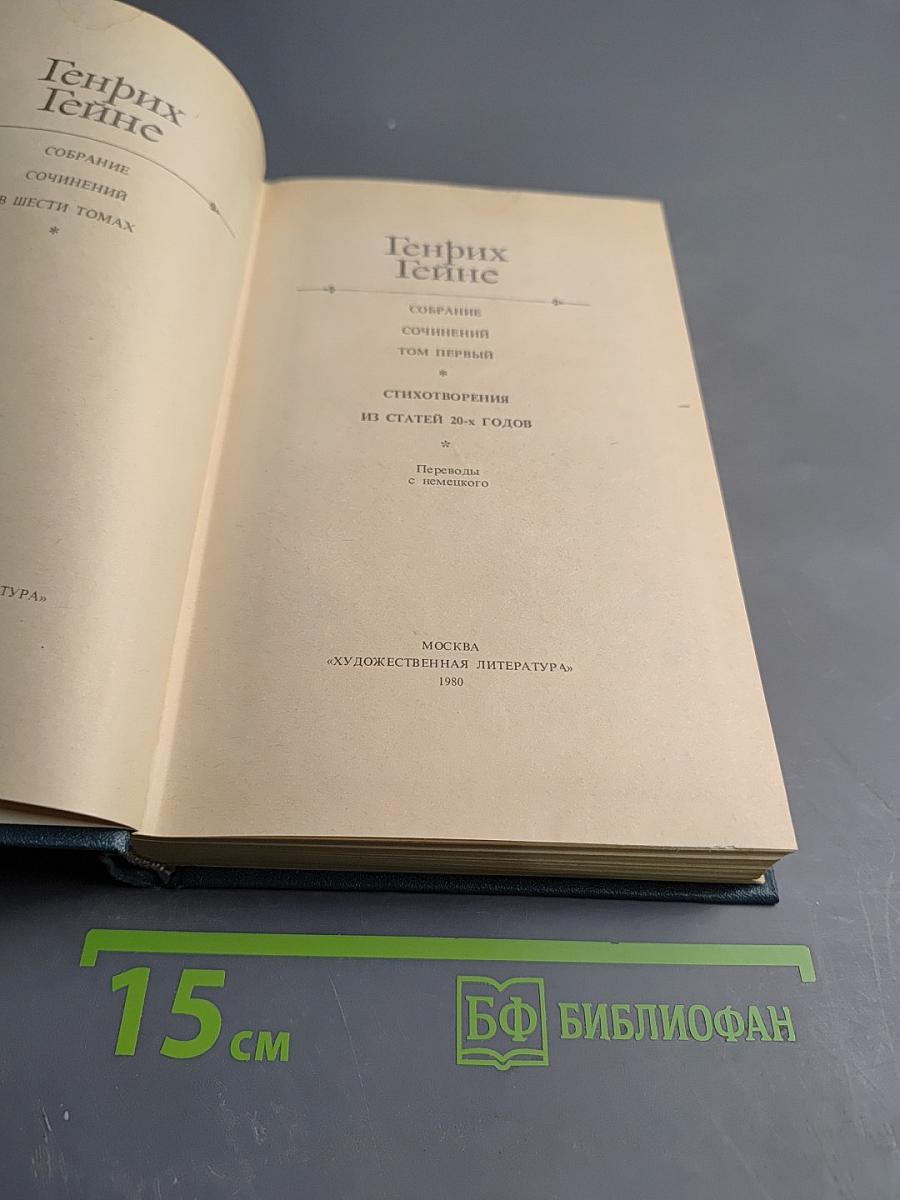 Генрих
Гейне
СОБРАНИЕ
СОЧИНЕНИЙ
В ШЕСТИ ТОМАХ
*
ТУРА»
Генрих
Гейне
СОБРАНИЕ
СОЧИНЕНИЙ
ТОМ ПЕРВЫЙ
*
СТИХОТВОРЕНИЯ
ИЗ СТАТЕЙ 20-х ГОДОВ
*
Переводы
с немецкого
МОСКВА
«ХУДОЖЕСТВЕННАЯ ЛИТЕРАТУРА»
1980
15 см
БФ БИБЛИОФАН